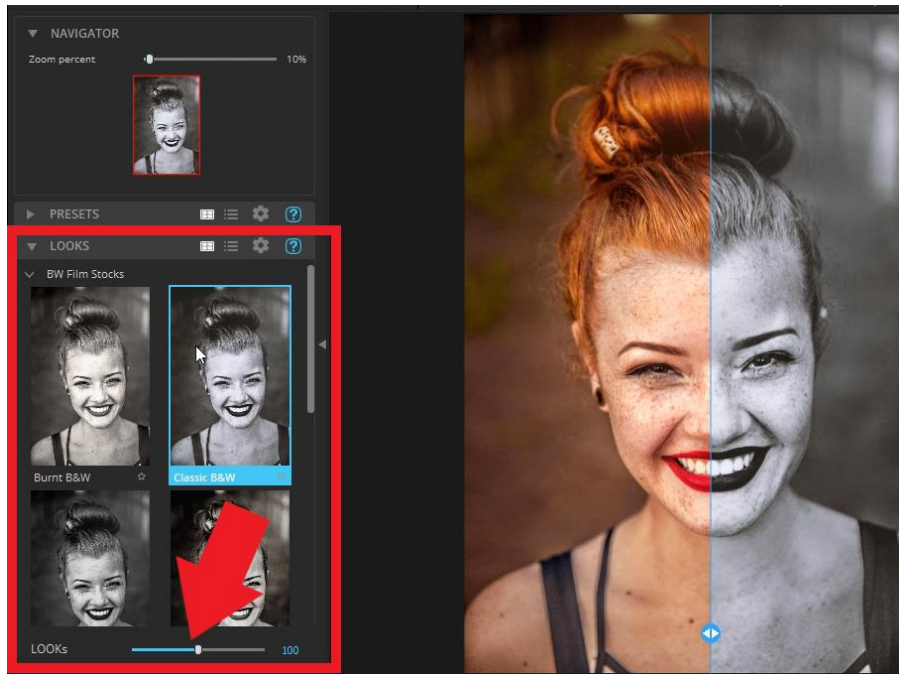 NAVIGATOR
Zoom percent 10%
PRESETS ?
LOOKS ?
BW Film Stocks
Burnt B&W Classic B&W
LOOKs 100